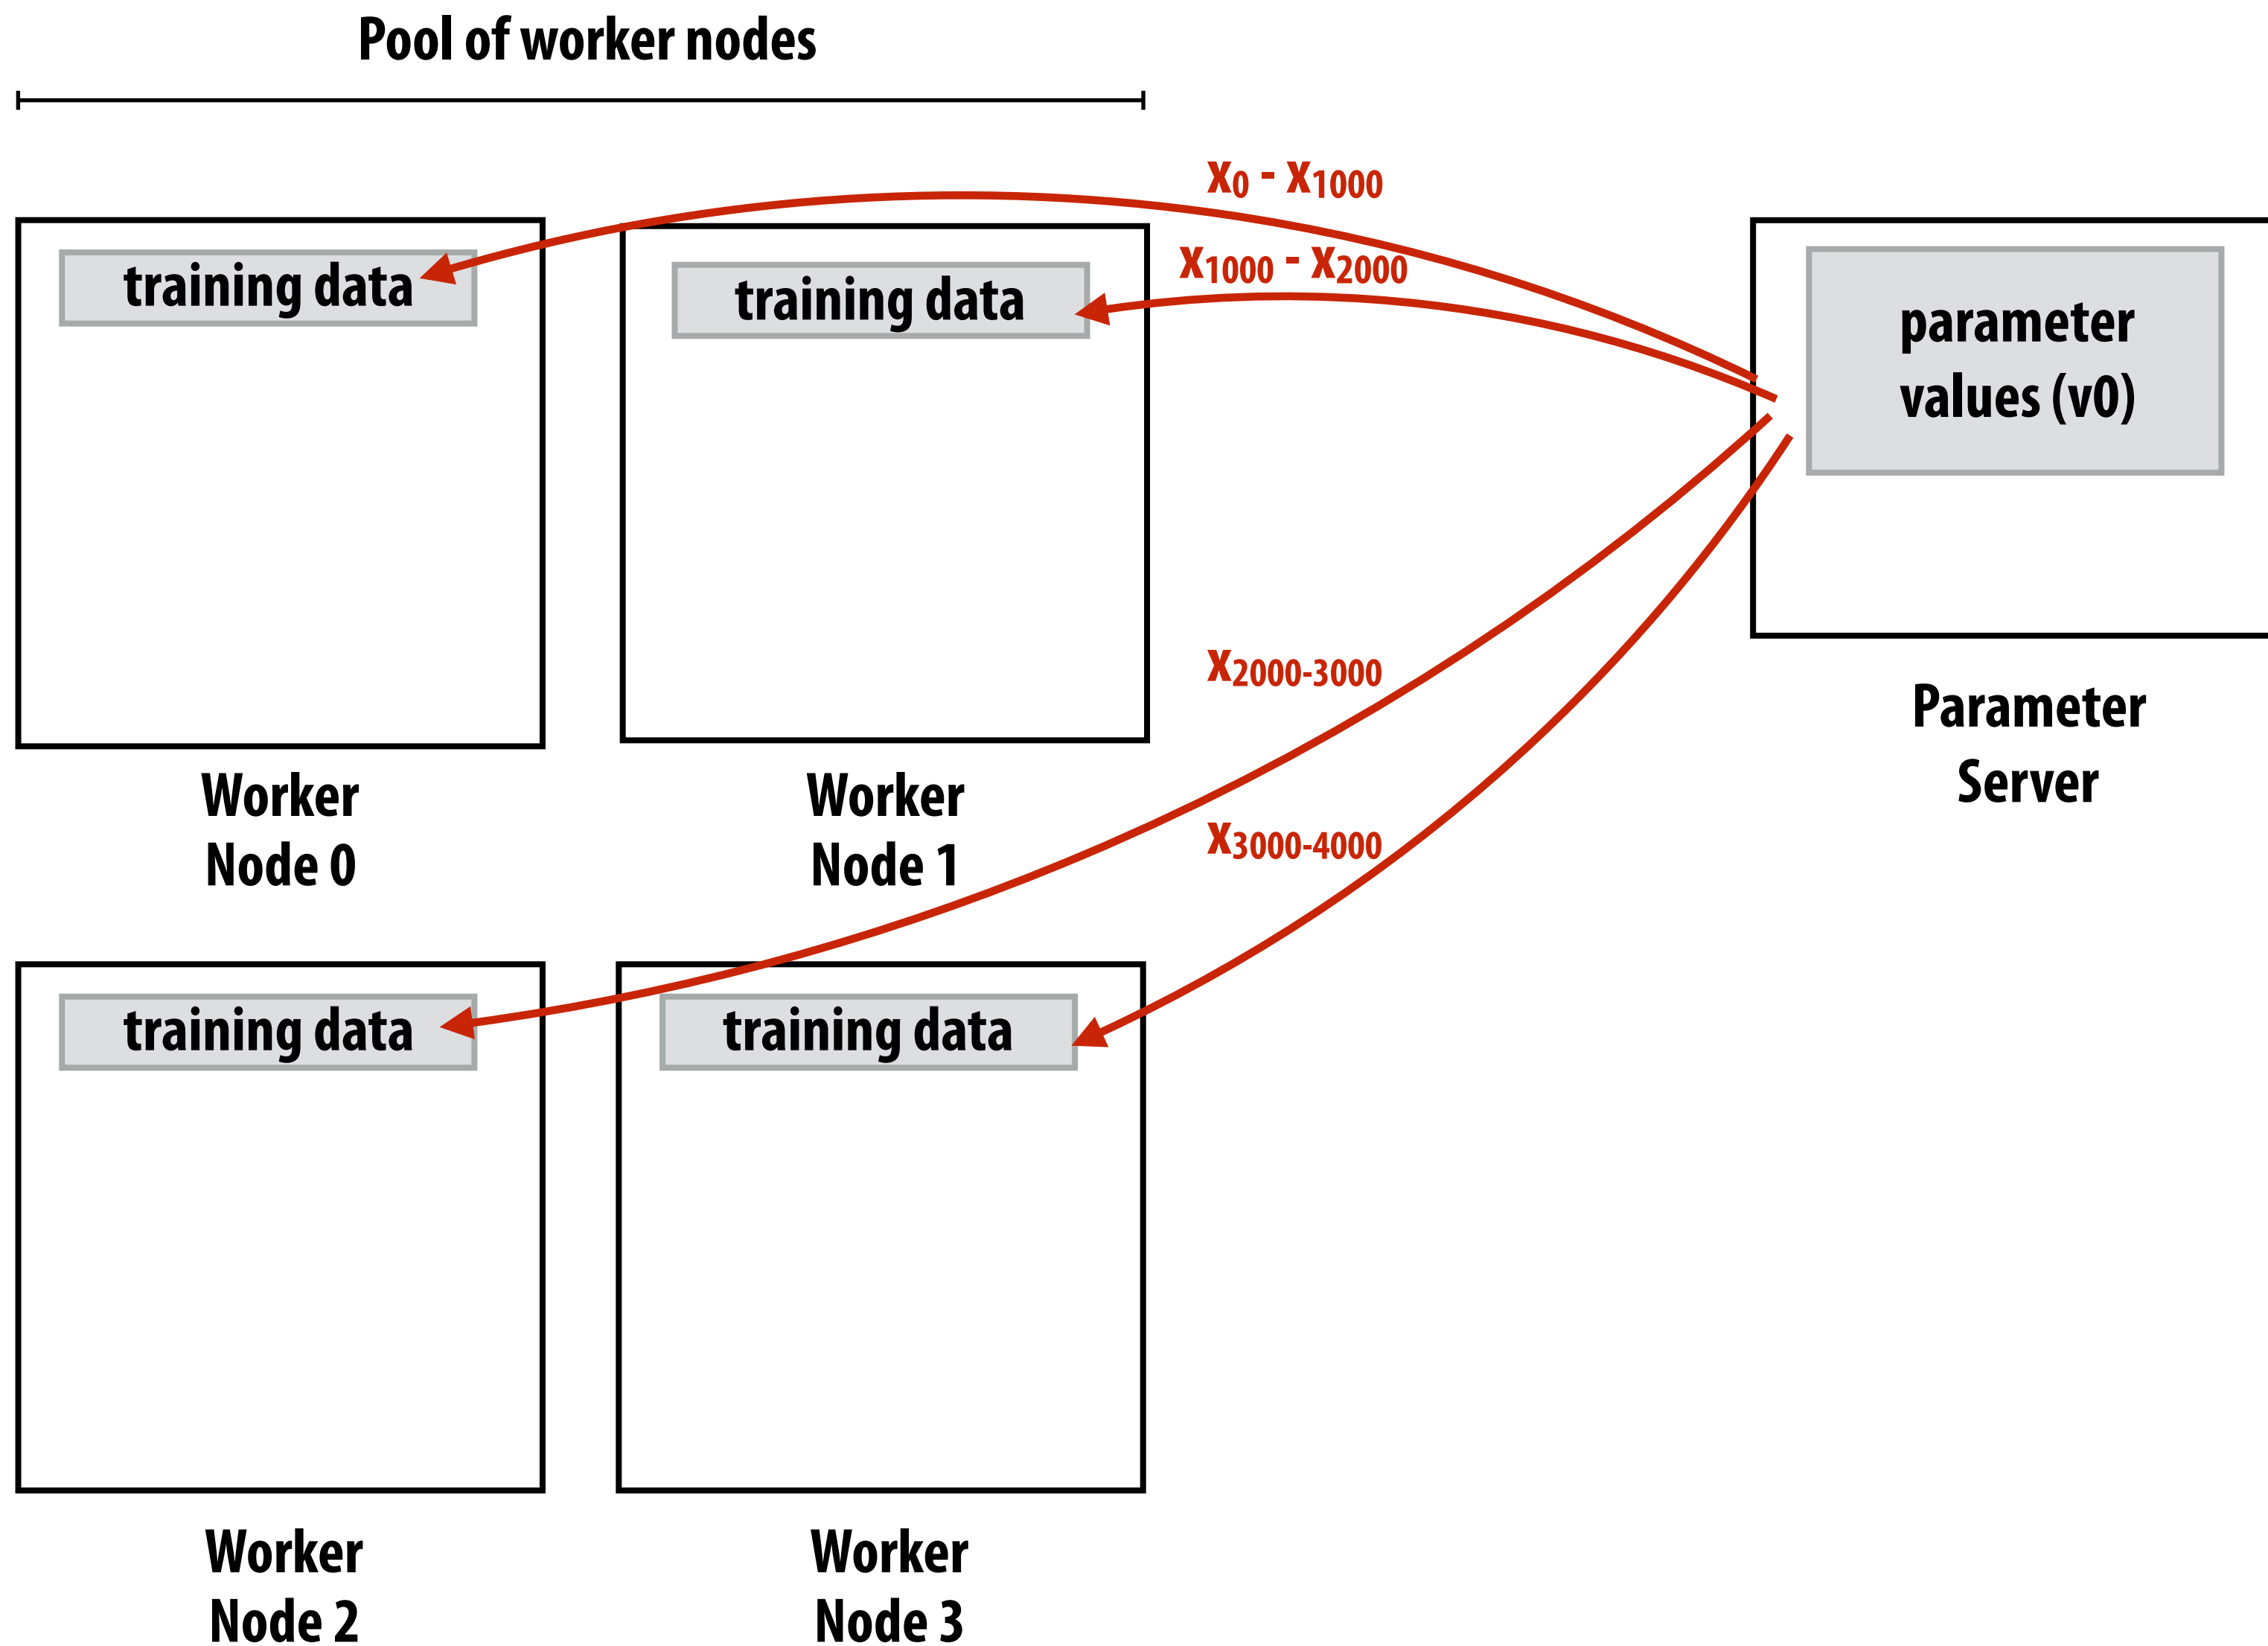 Pool of worker nodes
x0 - x1000
x1000 - x2000
training data
training data
parameter
values (v0)
x2000-3000
Parameter
Server
Worker
Node 0
Worker
Node 1
x3000-4000
training data
training data
Worker
Node 2
Worker
Node 3